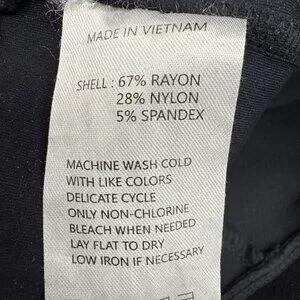 MADE IN VIETNAM
SHELL : 67% RAYON
28% NYLON
5% SPANDEX
MACHINE WASH COLD
WITH LIKE COLORS
DELICATE CYCLE
ONLY NON-CHLORINE
BLEACH WHEN NEEDED
LAY FLAT TO DRY
LOW IRON IF NECESSARY